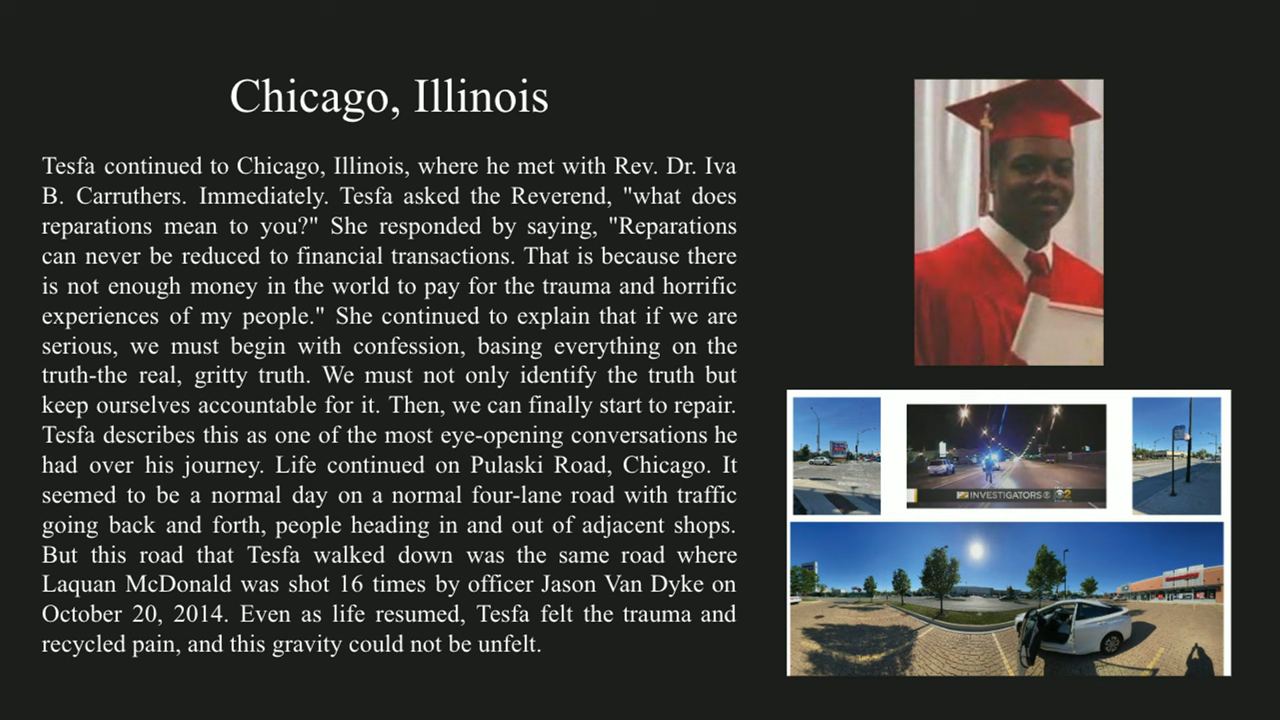 Chicago, Illinois
Tesfa continued to Chicago, Illinois, where he met with Rev. Dr. Iva
B. Carruthers. Immediately. Tesfa asked the Reverend, "what does
reparations mean to you?" She responded by saying, "Reparations
can never be reduced to financial transactions. That is because there
is not enough money in the world to pay for the trauma and horrific
experiences of my people." She continued to explain that if we are
serious, we must begin with confession, basing everything on the
truth-the real, gritty truth. We must not only identify the truth but
keep ourselves accountable for it. Then, we can finally start to repair.
Tesfa describes this as one of the most eye-opening conversations he
had over his journey. Life continued on Pulaski Road, Chicago. It
seemed to be a normal day on a normal four-lane road with traffic
going back and forth, people heading in and out of adjacent shops.
But this road that Tesfa walked down was the same road where
Laquan McDonald was shot 16 times by officer Jason Van Dyke on
October 20, 2014. Even as life resumed, Tesfa felt the trauma and
recycled pain, and this gravity could not be unfelt.
INVESTIGATORS 2